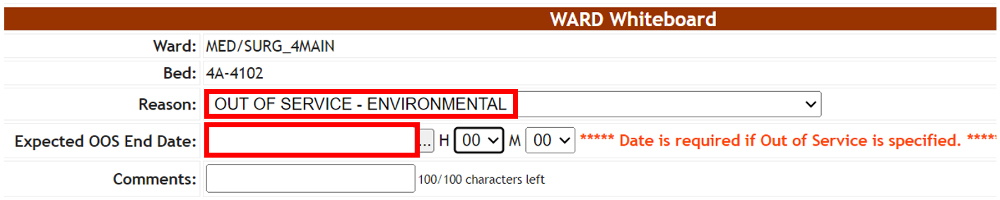 WARD Whiteboard
Ward: MED/SURG_4MAIN
Bed: 4A-4102
Reason: OUT OF SERVICE - ENVIRONMENTAL
Expected OOS End Date: ... H 00 M 00 ***** Date is required if Out of Service is specified. *****
Comments: 100/100 characters left